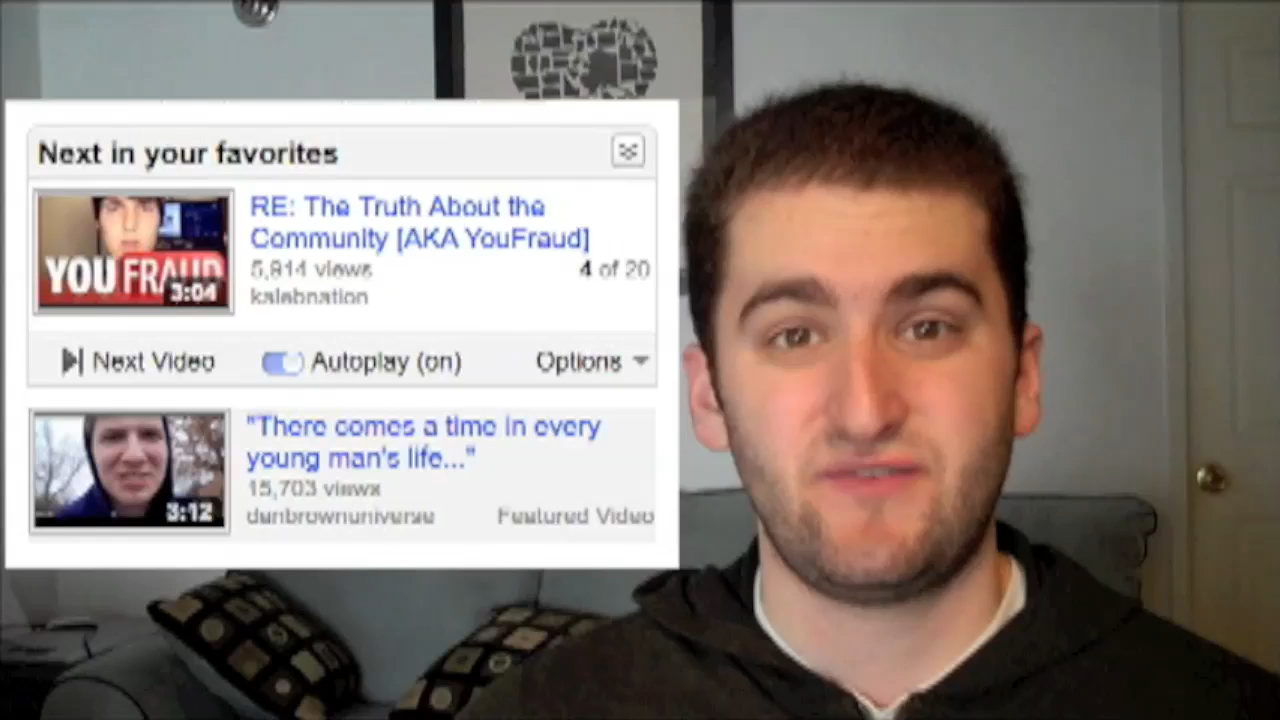 Next in your favorites
YOU FRAUD
3:04
RE: The Truth About the
Community [AKA YouFraud]
5,914 views
4 of 20
kalebnation
Next Video
Autoplay (on)
Options
3:12
"There comes a time in every
young man's life..."
15,703 views
danbrownuniverse
Featured Video